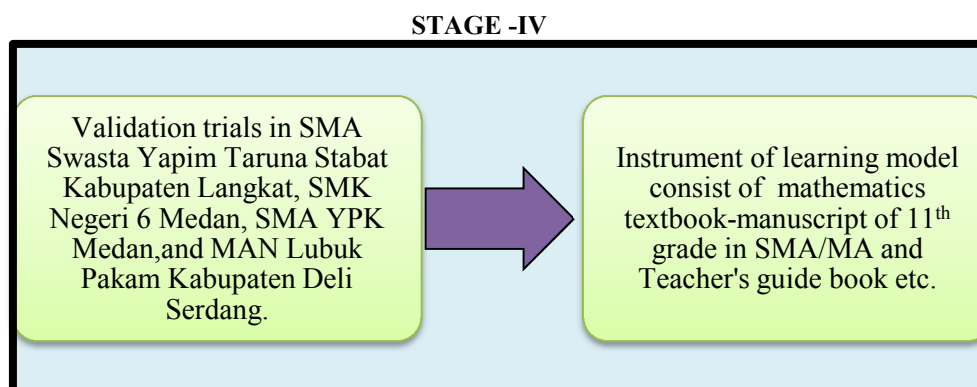 STAGE -IV
Validation trials in SMA
Swasta Yapim Taruna Stabat
Kabupaten Langkat, SMK
Negeri 6 Medan, SMA YPK
Medan,and MAN Lubuk
Pakam Kabupaten Deli
Serdang.
Instrument of learning model
consist of mathematics
textbook-manuscript of 11th
grade in SMA/MA and
Teacher's guide book etc.